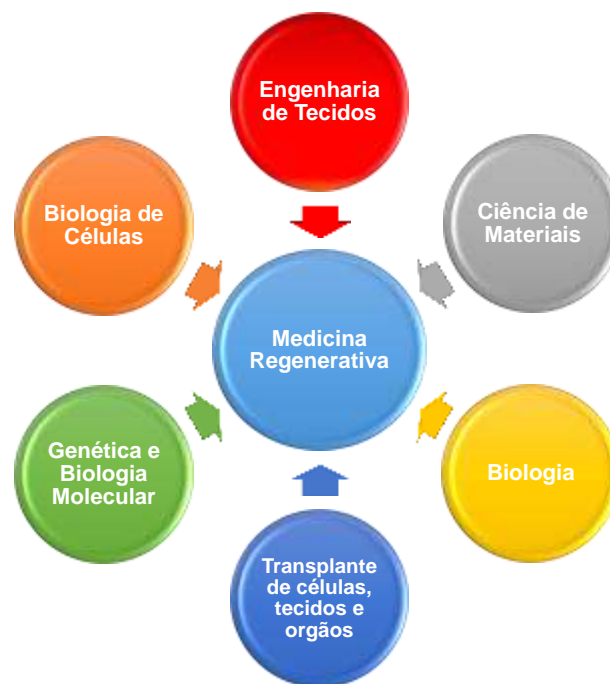 Engenharia
de Tecidos
Biologia de
Células
Ciência de
Materiais
Medicina
Regenerativa
Genética e
Biologia
Molecular
Biologia
Transplante
de células,
tecidos e
orgãos